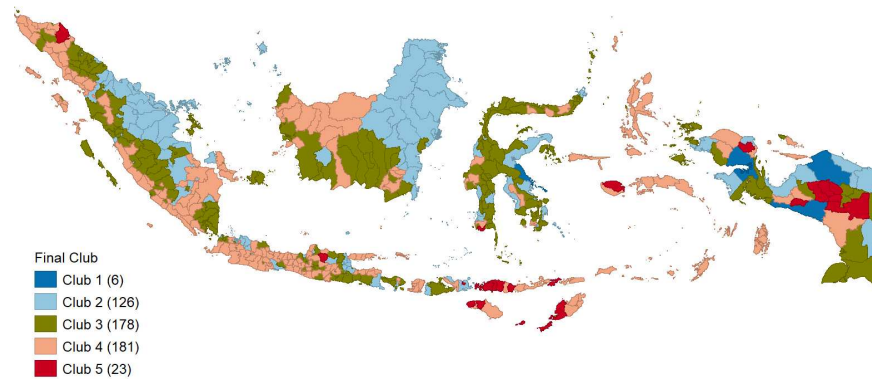 Final Club
Club 1 (6)
Club 2 (126)
Club 3 (178)
Club 4 (181)
Club 5 (23)